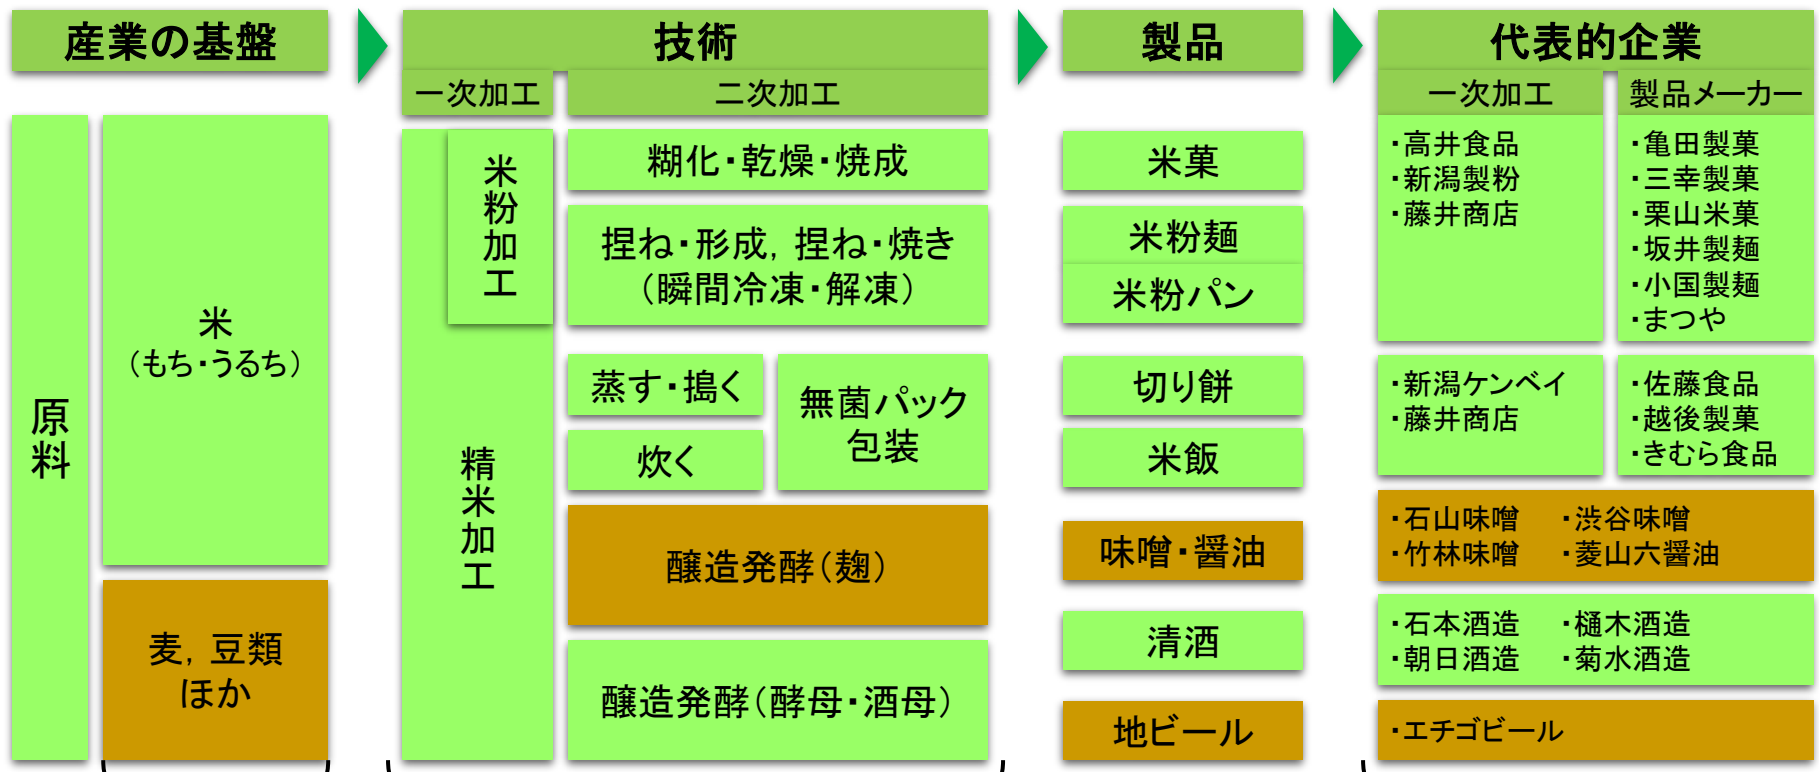 産業の基盤
技術
製品
代表的企業
一次加工
二次加工
一次加工
製品メーカー
原料
米
（もち・うるち）
麦，豆類
ほか
米粉加工
精米加工
糊化・乾燥・焼成
捏ね・形成，捏ね・焼き
（瞬間冷凍・解凍）
蒸す・搗く
炊く
無菌パック
包装
醸造発酵（麹）
醸造発酵（酵母・酒母）
米菓
米粉麺
米粉パン
切り餅
米飯
味噌・醤油
清酒
地ビール
・高井食品
・新潟製粉
・藤井商店
・亀田製菓
・三幸製菓
・栗山米菓
・坂井製麺
・小国製麺
・まつや
・新潟ケンベイ
・藤井商店
・佐藤食品
・越後製菓
・きむら食品
・石山味噌　・渋谷味噌
・竹林味噌　・菱山六醤油
・石本酒造　・樋木酒造
・朝日酒造　・菊水酒造
・エチゴビール